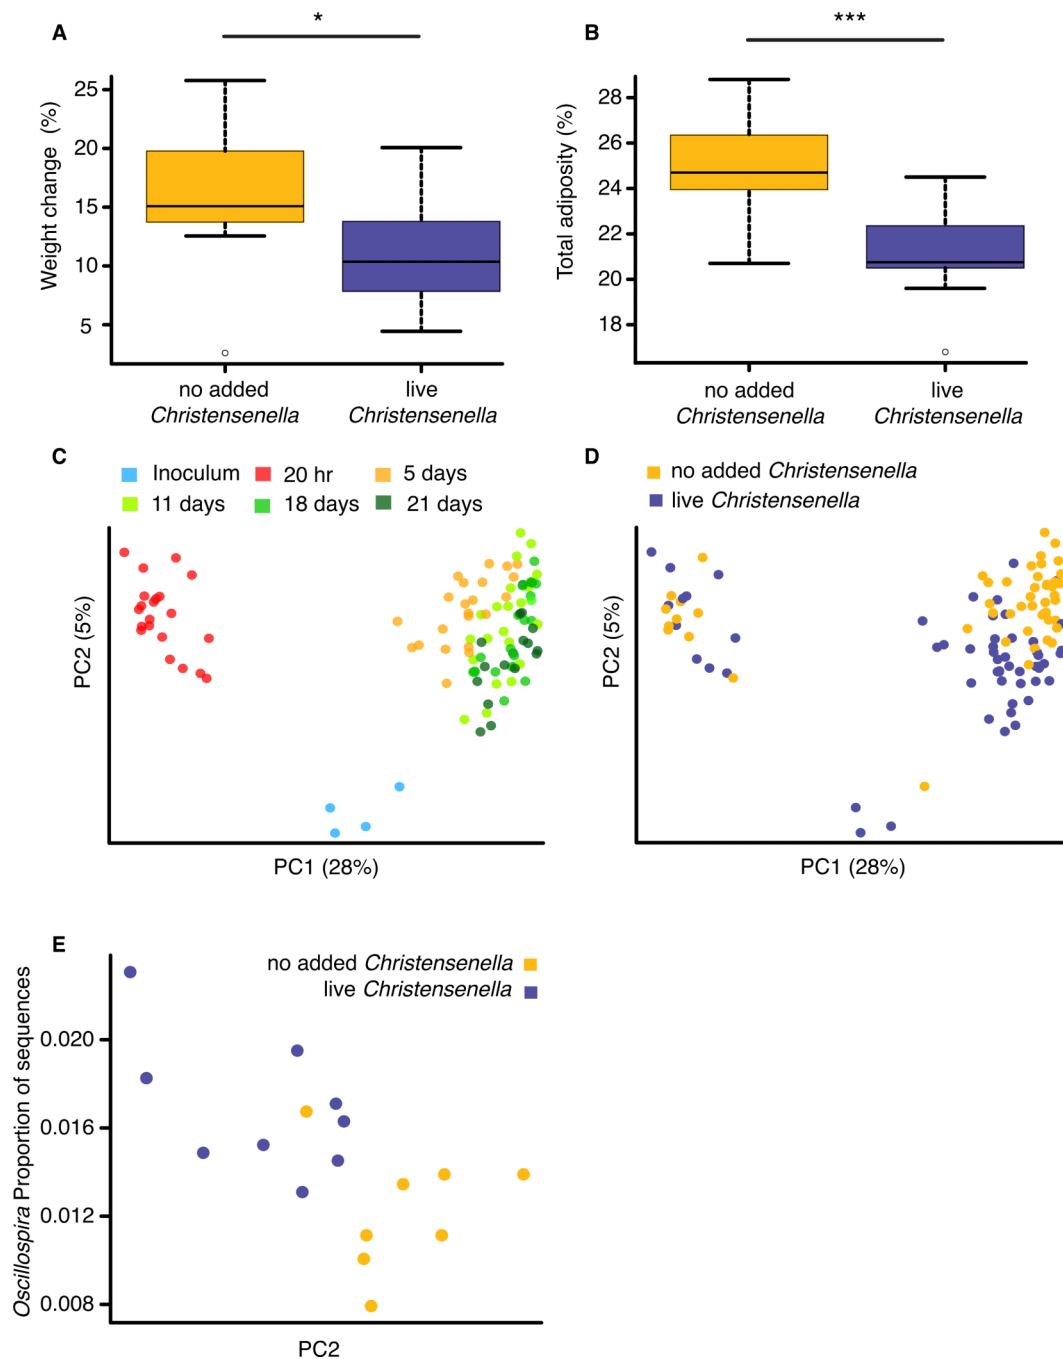 A
*
Weight change (%)
25
20
15
10
5
no added
Christensenella
live
Christensenella
B
***
Total adiposity (%)
28
26
24
22
20
18
no added
Christensenella
live
Christensenella
C
Inoculum
20 hr
5 days
11 days
18 days
21 days
PC2 (5%)
PC1 (28%)
D
no added Christensenella
live Christensenella
PC2 (5%)
PC1 (28%)
E
no added Christensenella
live Christensenella
Oscillospira Proportion of sequences
0.020
0.016
0.012
0.008
PC2